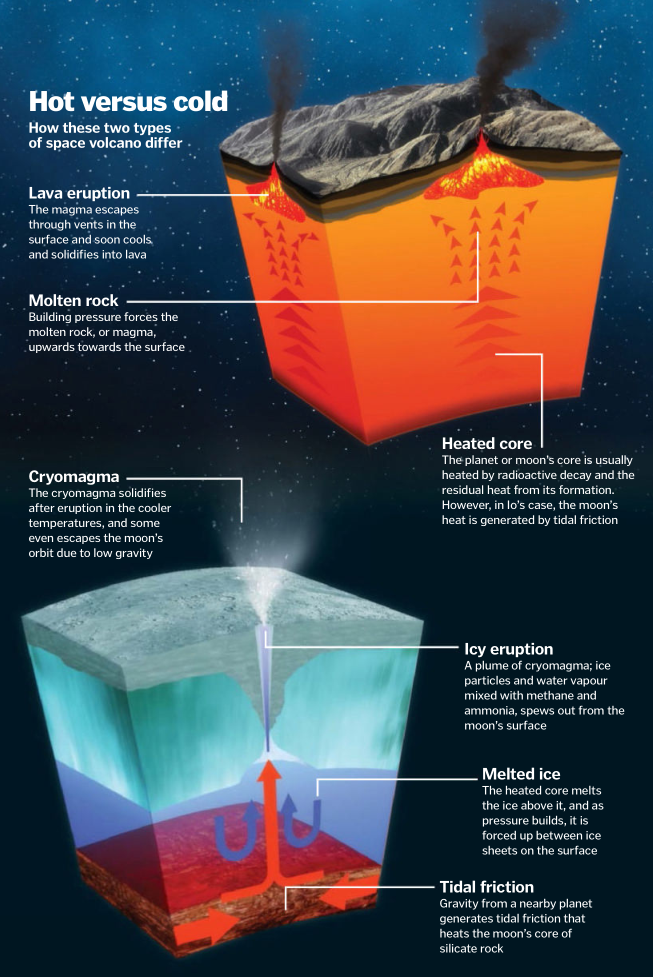 Hot versus cold
How these two types
of space volcano differ
Lava eruption
The magma escapes
through vents in the
surface and soon cools
and solidifies into lava
Molten rock
Building pressure forces the
molten rock, or magma,
upwards towards the surface
Heated core
The planet or moon's core is usually
heated by radioactive decay and the
residual heat from its formation.
However, in Io's case, the moon's
heat is generated by tidal friction
Cryomagma
The cryomagma solidifies
after eruption in the cooler
temperatures, and some
even escapes the moon's
orbit due to low gravity
Icy eruption
A plume of cryomagma; ice
particles and water vapour
mixed with methane and
ammonia, spews out from the
moon's surface
Melted ice
The heated core melts
the ice above it, and as
pressure builds, it is
forced up between ice
sheets on the surface
Tidal friction
Gravity from a nearby planet
generates tidal friction that
heats the moon's core of
silicate rock